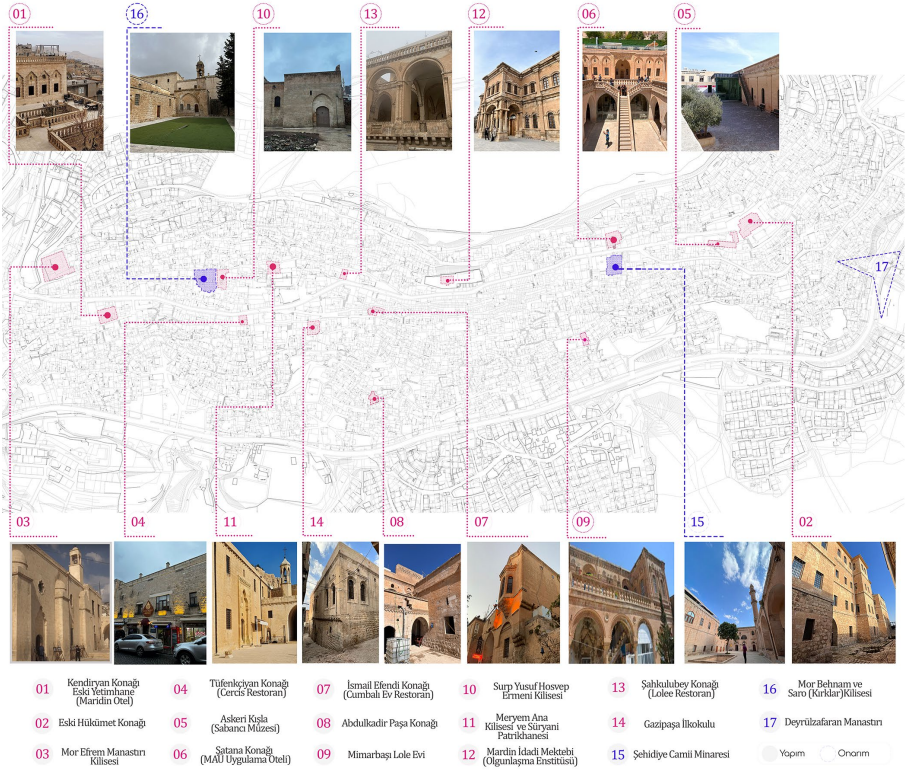 01
16
10
13
12
06
05
17
03
04
11
14
08
07
09
15
02
01 Kendiryan Konağı
Eski Yetimhane
(Maridin Otel)
02 Eski Hükümet Konağı
03 Mor Efrem Manastırı
Kilisesi
04 Tüfenkçiyan Konağı
(Cercis Restoran)
05 Askeri Kışla
(Sabancı Müzesi)
06 Şatana Konağı
(MAÜ Uygulama Oteli)
07 İsmail Efendi Konağı
(Cumbalı Ev Restoran)
08 Abdulkadir Paşa Konağı
09 Mimarbaşı Lole Evi
10 Surp Yusuf Hosvep
Ermeni Kilisesi
11 Meryem Ana
Kilisesi ve Süryani
Patrikhanesi
12 Mardin İdadi Mektebi
(Olgunlaşma Enstitüsü)
13 Şahkulubey Konağı
(Lolee Restoran)
14 Gazipaşa İlkokulu
15 Şehidiye Camii Minaresi
16 Mor Behnam ve
Saro (Kırklar)Kilisesi
17 Deyrülzafaran Manastırı
Yapım
Onarım